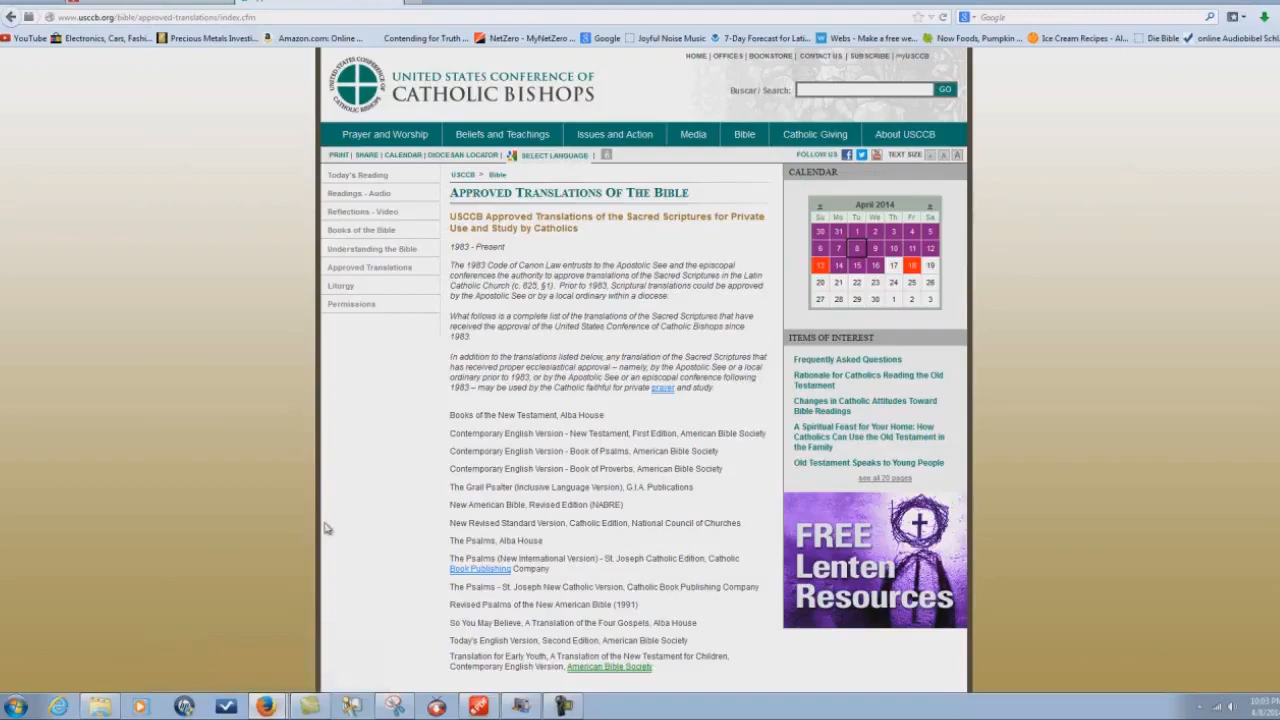 www.usccb.org/bible/approved-translations/index.cfm
Google
YouTube
Electronics, Cars, Fashi...
Precious Metals Investi...
Amazon.com: Online ...
Contending for Truth ...
NetZero - MyNetZero ...
Google
Joyful Noise Music
7-Day Forecast for Lati...
Webs - Make a free we...
Now Foods, Pumpkin ...
Ice Cream Recipes - Al...
Die Bible
online Audiobibel Schl
HOME | OFFICES | BOOKSTORE | CONTACT US | SUBSCRIBE | myUSCCB
UNITED STATES CONFERENCE OF
CATHOLIC BISHOPS
Buscar / Search:
GO
Prayer and Worship
Beliefs and Teachings
Issues and Action
Media
Bible
Catholic Giving
About USCCB
PRINT | SHARE | CALENDAR | DIOCESAN LOCATOR |
SELECT LANGUAGE |
FOLLOW US
TEXT SIZE
Today's Reading
Readings - Audio
Reflections - Video
Books of the Bible
Understanding the Bible
Approved Translations
Liturgy
Permissions
USCCB > Bible
APPROVED TRANSLATIONS OF THE BIBLE
USCCB Approved Translations of the Sacred Scriptures for Private
Use and Study by Catholics
1983 - Present
The 1983 Code of Canon Law entrusts to the Apostolic See and the episcopal
conferences the authority to approve translations of the Sacred Scriptures in the Latin
Catholic Church (c. 825, §1). Prior to 1983, Scriptural translations could be approved
by the Apostolic See or by a local ordinary within a diocese.
What follows is a complete list of the translations of the Sacred Scriptures that have
received the approval of the United States Conference of Catholic Bishops since
1983.
In addition to the translations listed below, any translation of the Sacred Scriptures that
has received proper ecclesiastical approval – namely, by the Apostolic See or a local
ordinary prior to 1983, or by the Apostolic See or an episcopal conference following
1983 – may be used by the Catholic faithful for private prayer and study.
Books of the New Testament, Alba House
Contemporary English Version - New Testament, First Edition, American Bible Society
Contemporary English Version - Book of Psalms, American Bible Society
Contemporary English Version - Book of Proverbs, American Bible Society
The Grail Psalter (Inclusive Language Version), G.I.A. Publications
New American Bible, Revised Edition (NABRE)
New Revised Standard Version, Catholic Edition, National Council of Churches
The Psalms, Alba House
The Psalms (New International Version) - St. Joseph Catholic Edition, Catholic
Book Publishing Company
The Psalms - St. Joseph New Catholic Version, Catholic Book Publishing Company
Revised Psalms of the New American Bible (1991)
So You May Believe, A Translation of the Four Gospels, Alba House
Today's English Version, Second Edition, American Bible Society
Translation for Early Youth, A Translation of the New Testament for Children,
Contemporary English Version, American Bible Society
CALENDAR
April 2014
Su Mo Tu We Th Fr Sa
30 31 1 2 3 4 5
6 7 8 9 10 11 12
13 14 15 16 17 18 19
20 21 22 23 24 25 26
27 28 29 30 1 2 3
ITEMS OF INTEREST
Frequently Asked Questions
Rationale for Catholics Reading the Old
Testament
Changes in Catholic Attitudes Toward
Bible Readings
A Spiritual Feast for Your Home: How
Catholics Can Use the Old Testament in
the Family
Old Testament Speaks to Young People
see all 20 pages
FREE
Lenten
Resources
10:03 PM